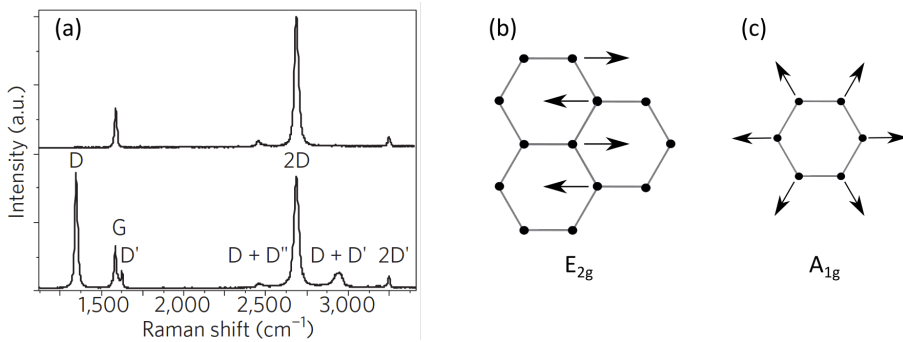 (a)
Intensity (a.u.)
D
2D
G
D'
D + D"
D + D'
2D'
1,500
2,000
2,500
3,000
Raman shift (cm⁻¹)
(b)
E₂g
(c)
A₁g